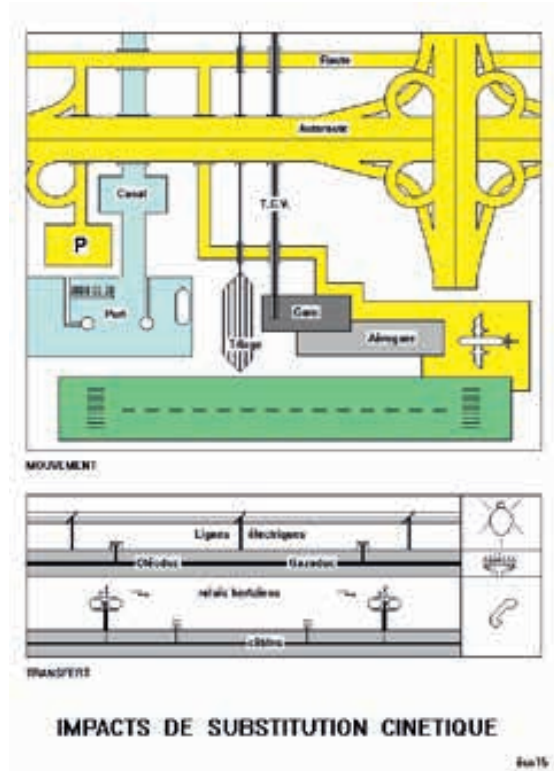 Route
Autoroute
Canal
T.G.V.
P
Port
Gare
Triage
Aérogare
MOUVEMENT
Lignes électriques
Oléoduc Gazoduc
relais hertziens
câbles
TRANSFERT
IMPACTS DE SUBSTITUTION CINETIQUE